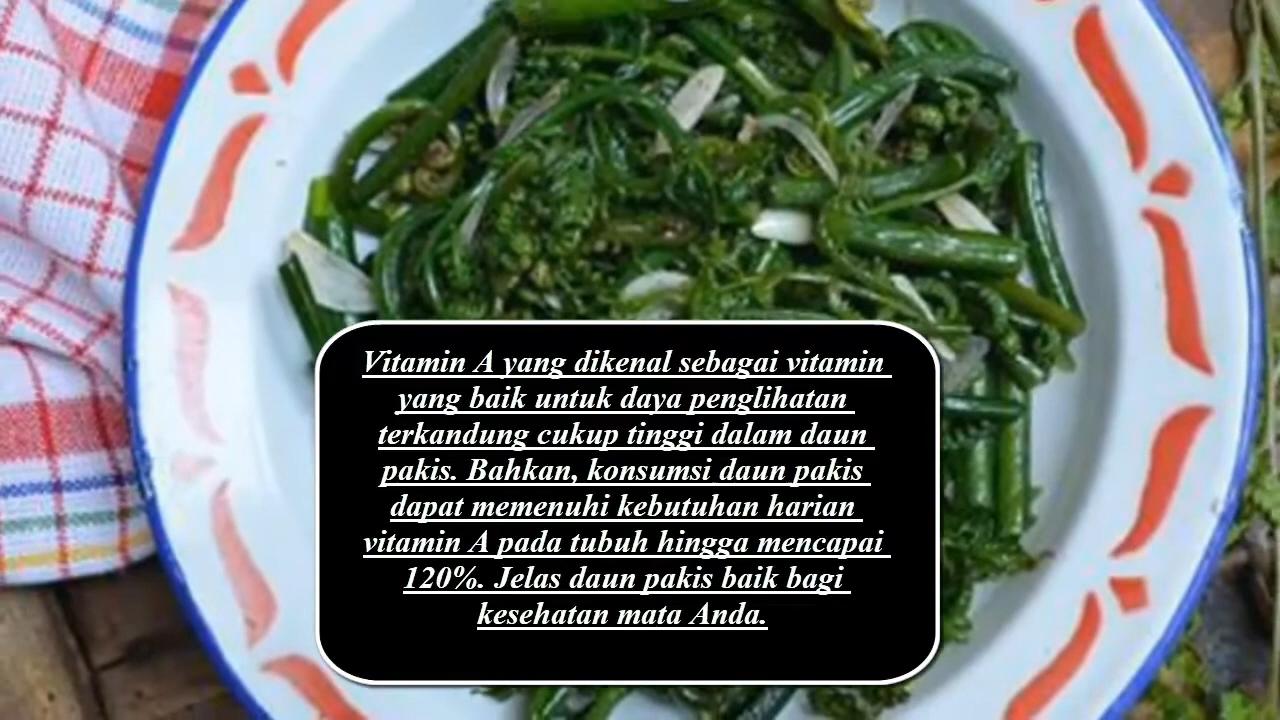 Vitamin A yang dikenal sebagai vitamin
yang baik untuk daya penglihatan
terkandung cukup tinggi dalam daun
pakis. Bahkan, konsumsi daun pakis
dapat memenuhi kebutuhan harian
vitamin A pada tubuh hingga mencapai
120%. Jelas daun pakis baik bagi
kesehatan mata Anda.